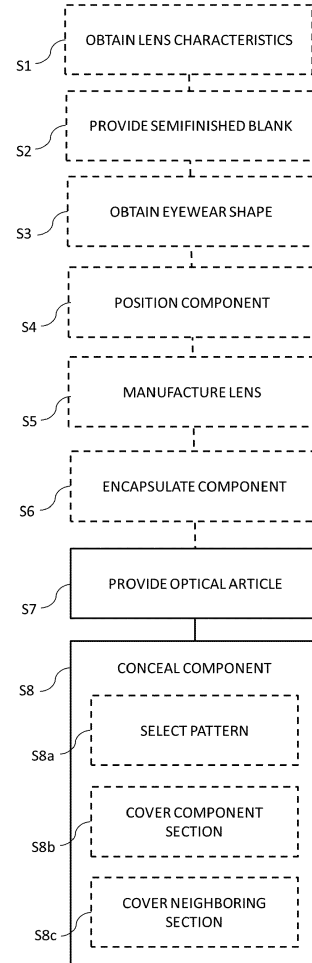 OBTAIN LENS CHARACTERISTICS
S1
PROVIDE SEMIFINISHED BLANK
S2
OBTAIN EYEWEAR SHAPE
S3
POSITION COMPONENT
S4
MANUFACTURE LENS
S5
ENCAPSULATE COMPONENT
S6
PROVIDE OPTICAL ARTICLE
S7
CONCEAL COMPONENT
S8
SELECT PATTERN
S8a
COVER COMPONENT
SECTION
S8b
COVER NEIGHBORING
SECTION
S8c